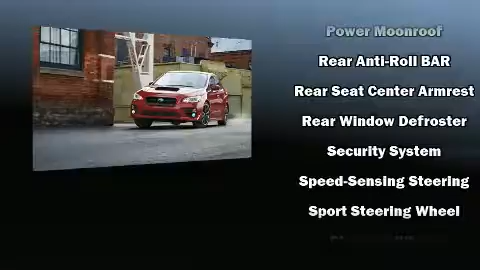 Power Moonroof
Rear Anti-Roll BAR
Rear Seat Center Armrest
Rear Window Defroster
Security System
Speed-Sensing Steering
Sport Steering Wheel